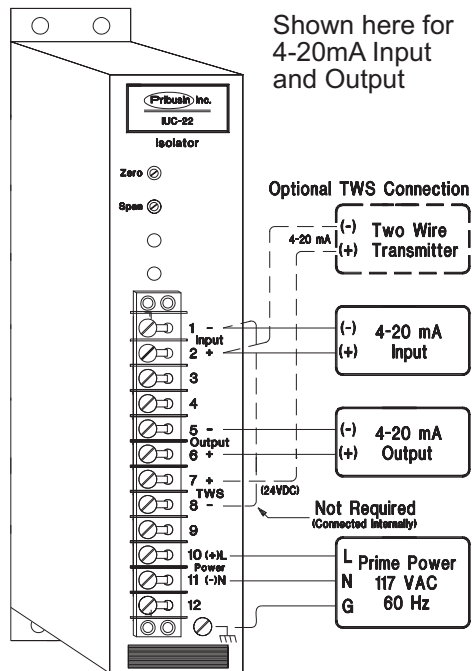 Shown here for
4-20mA Input
and Output
Pribusin Inc.
IUC-22
Isolator
Zero
Span
Optional TWS Connection
4-20 mA
(-) Two Wire
(+) Transmitter
1 -
Input
2 +
3
4
5 -
Output
6 +
7 +
TWS
8 -
9
10 (+)L
Power
11 (-)N
12
(-) 4-20 mA
(+) Input
(-) 4-20 mA
(+) Output
(24VDC)
Not Required
(Connected Internally)
L Prime Power
N 117 VAC
G 60 Hz